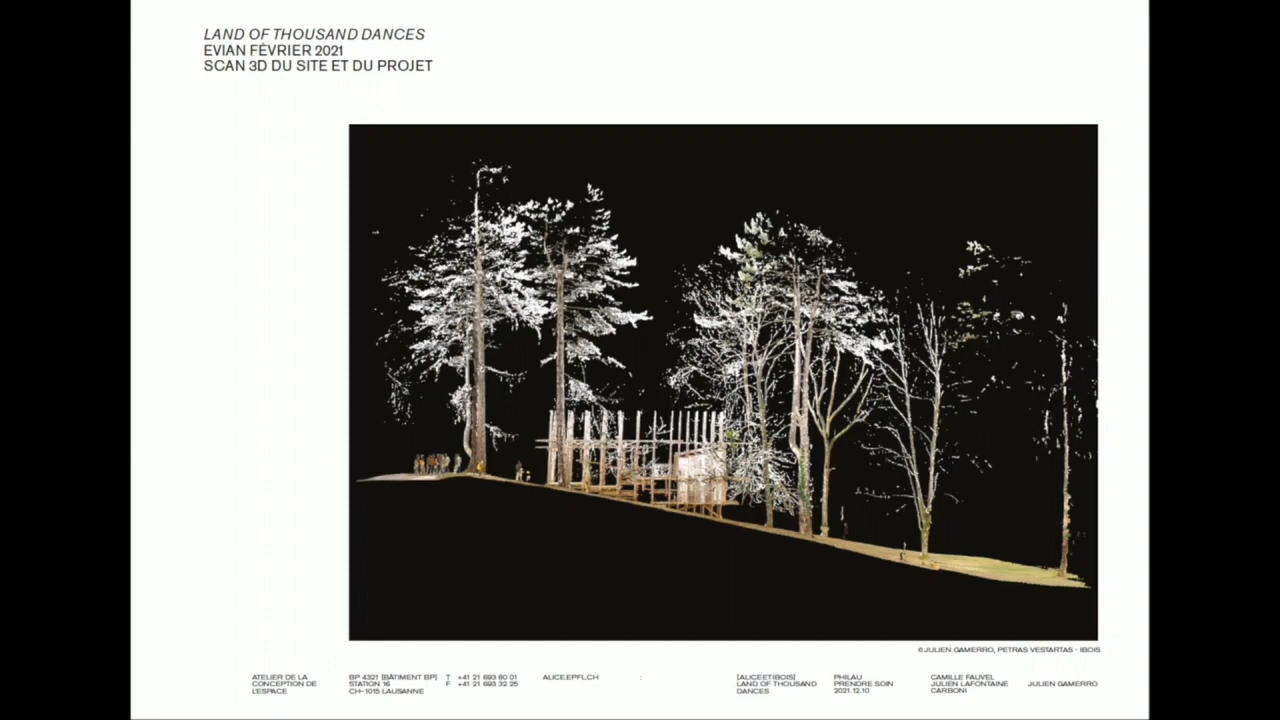 LAND OF THOUSAND DANCES
EVIAN FÉVRIER 2021
SCAN 3D DU SITE ET DU PROJET
© JULIEN GAMERRO, PETRAS VESTARTAS - IBOIS
ATELIER DE LA
CONCEPTION DE
L'ESPACE
BP 4321 [BÂTIMENT BP]
STATION 16
CH-1015 LAUSANNE
T +41 21 693 80 01
F +41 21 693 32 25
ALICE.EPFL.CH
:
[ALICE ET IBOIS]
LAND OF THOUSAND
DANCES
PHILAU
PRENDRE SOIN
2021.12.10
CAMILLE FAUVEL
JULIEN LAFONTAINE
CARBONI
JULIEN GAMERRO